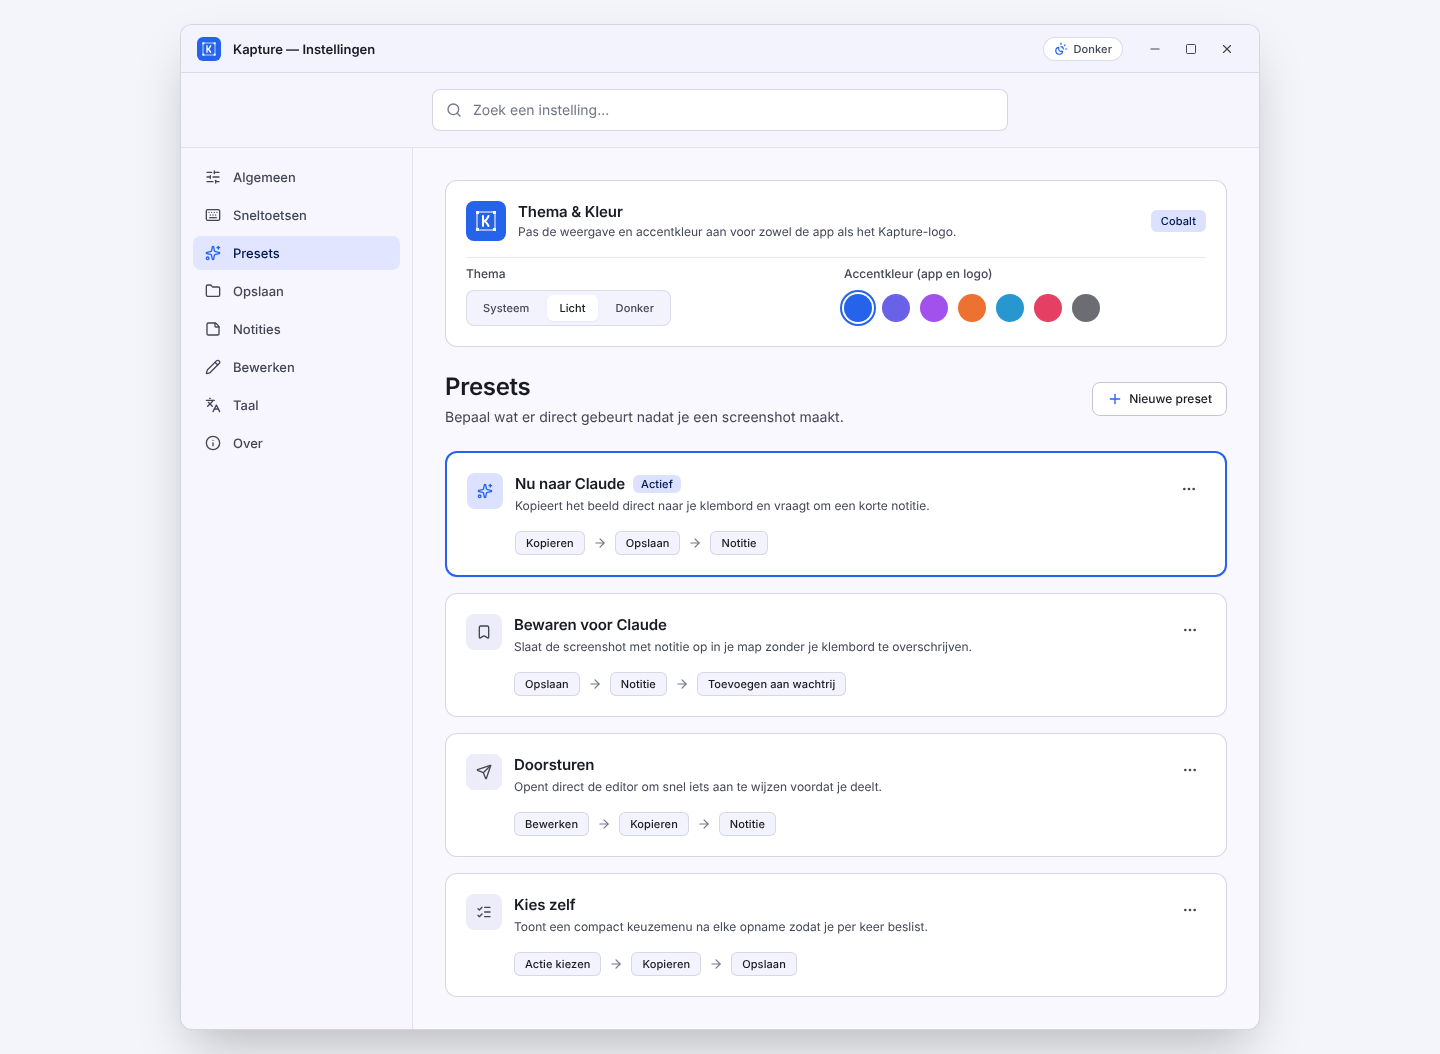 K Kapture — Instellingen
Donker
Zoek een instelling...
Algemeen
Sneltoetsen
Presets
Opslaan
Notities
Bewerken
Taal
Over
K
Thema & Kleur
Pas de weergave en accentkleur aan voor zowel de app als het Kapture-logo.
Cobalt
Thema
Systeem Licht Donker
Accentkleur (app en logo)
Presets
Bepaal wat er direct gebeurt nadat je een screenshot maakt.
Nieuwe preset
Nu naar Claude Actief
Kopieert het beeld direct naar je klembord en vraagt om een korte notitie.
Kopieren → Opslaan → Notitie
Bewaren voor Claude
Slaat de screenshot met notitie op in je map zonder je klembord te overschrijven.
Opslaan → Notitie → Toevoegen aan wachtrij
Doorsturen
Opent direct de editor om snel iets aan te wijzen voordat je deelt.
Bewerken → Kopieren → Notitie
Kies zelf
Toont een compact keuzemenu na elke opname zodat je per keer beslist.
Actie kiezen → Kopieren → Opslaan